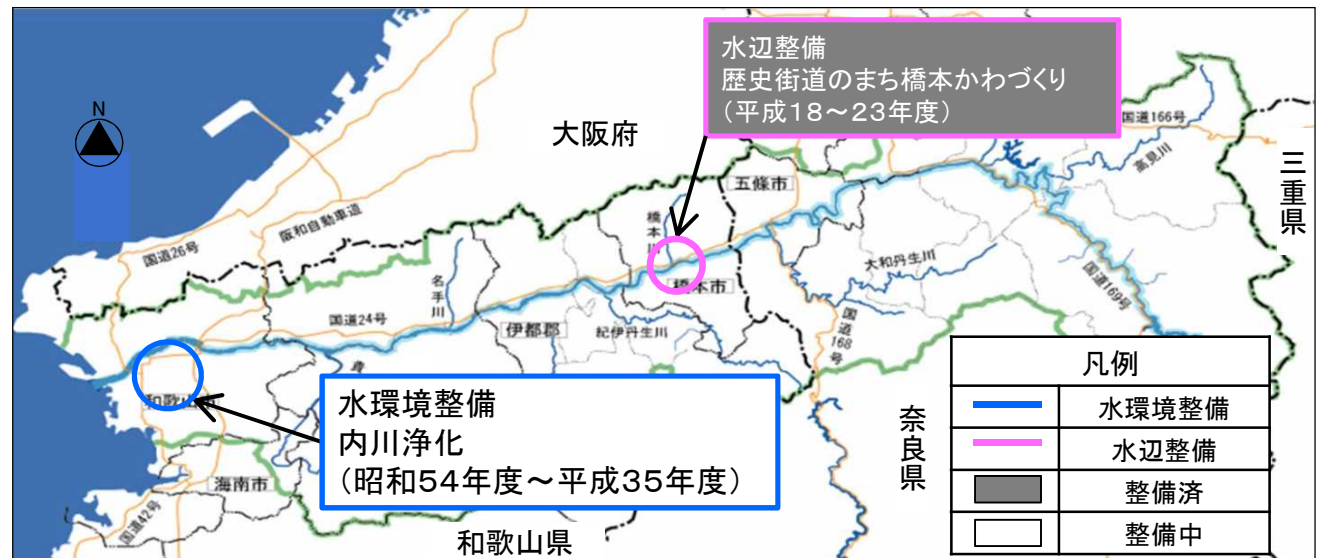 水辺整備
歴史街道のまち橋本かわづくり
（平成１８～２３年度）
N
大阪府
国道166号
高見川
三重県
五條市
橋本川
阪和自動車道
国道26号
橋本市
大和丹生川
国道169号
名手川
国道24号
伊都郡
紀伊丹生川
国道168号
和歌山市
水環境整備
内川浄化
（昭和５４年度～平成３５年度）
海南市
国道42号
和歌山県
奈良県
凡例
水環境整備
水辺整備
整備済
整備中